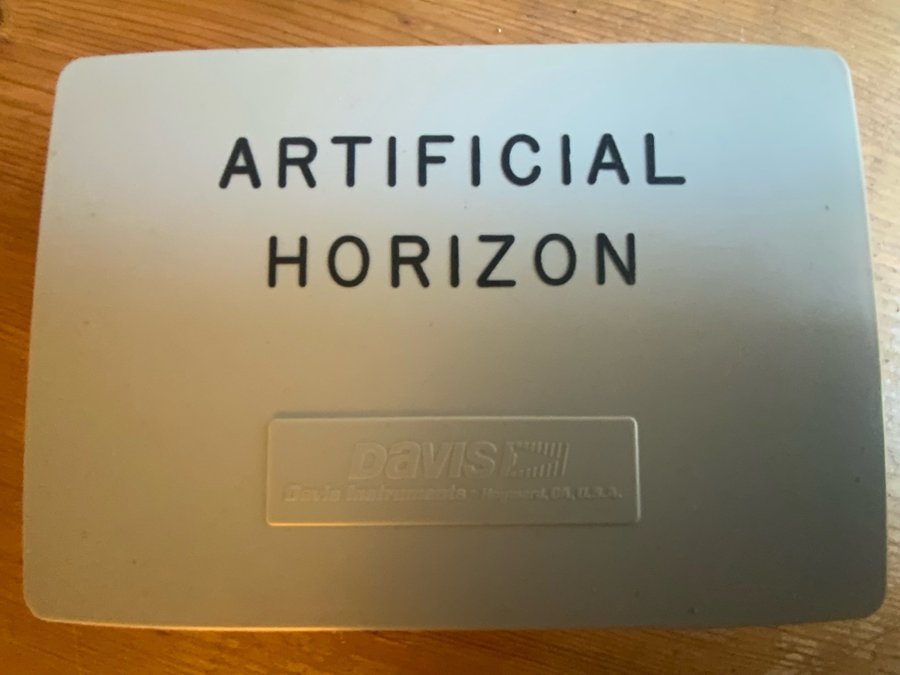 ARTIFICIAL
HORIZON
DAVIS
Davis Instruments • Hayward, CA, U.S.A.